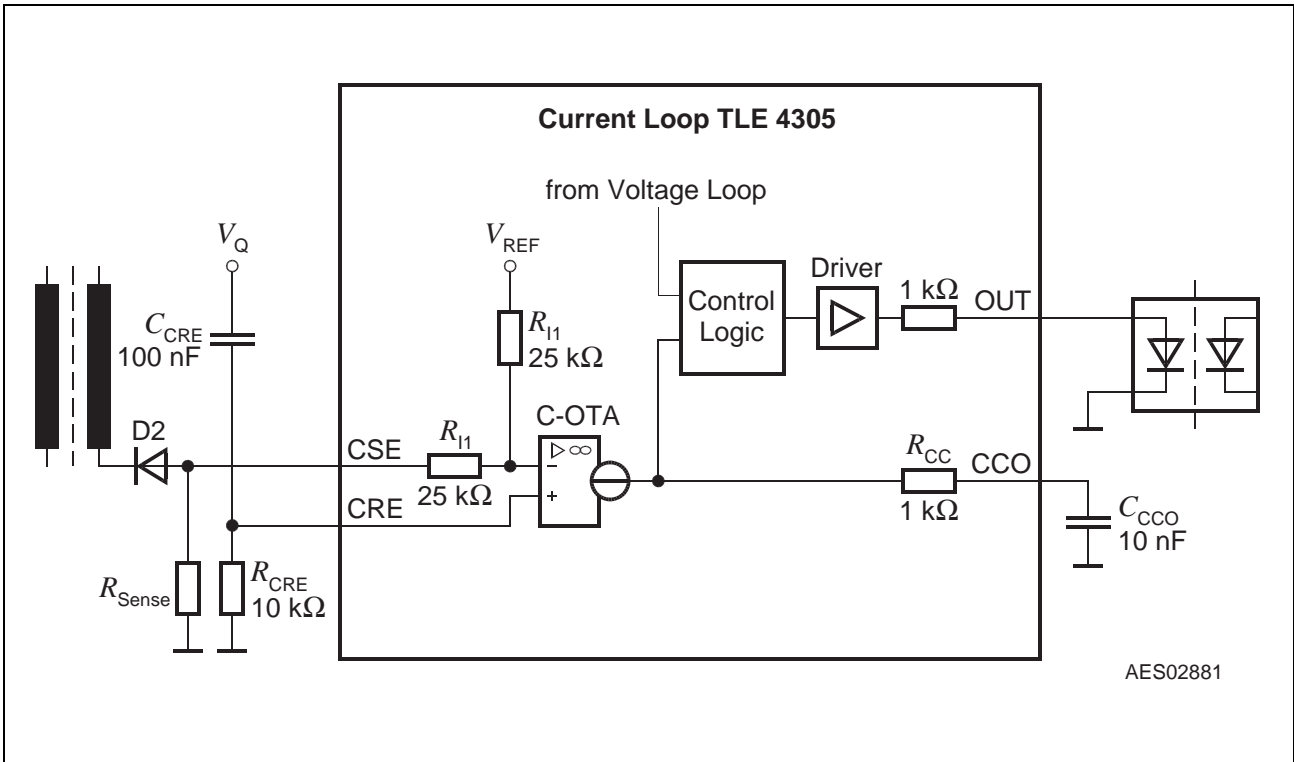 Current Loop TLE 4305
from Voltage Loop
V_Q
V_REF
Driver
1 kΩ
OUT
C_CRE
100 nF
R_I1
25 kΩ
Control
Logic
C-OTA
D2
CSE
R_I1
25 kΩ
▷ ∞
−
+
R_CC
1 kΩ
CCO
CRE
C_CCO
10 nF
R_Sense
R_CRE
10 kΩ
AES02881